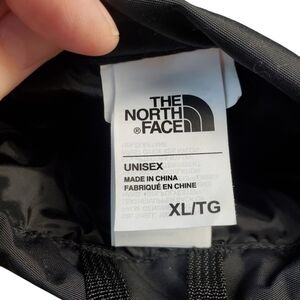 THE
NORTH
FACE
UNISEX
MADE IN CHINA
FABRIQUÉ EN CHINE
XL/TG